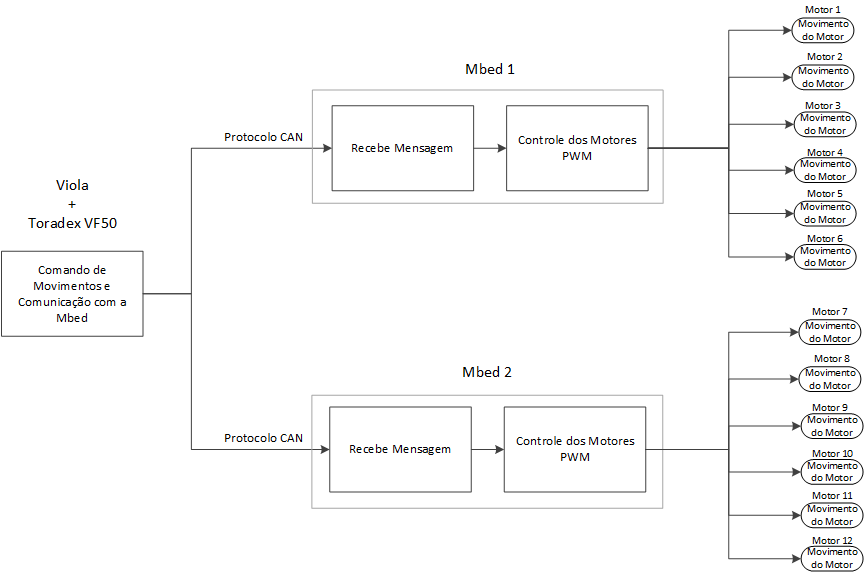 Viola
+
Toradex VF50
Comando de
Movimentos e
Comunicação com a
Mbed
Mbed 1
Protocolo CAN
Recebe Mensagem
Controle dos Motores
PWM
Motor 1
Movimento
do Motor
Motor 2
Movimento
do Motor
Motor 3
Movimento
do Motor
Motor 4
Movimento
do Motor
Motor 5
Movimento
do Motor
Motor 6
Movimento
do Motor
Mbed 2
Protocolo CAN
Recebe Mensagem
Controle dos Motores
PWM
Motor 7
Movimento
do Motor
Motor 8
Movimento
do Motor
Motor 9
Movimento
do Motor
Motor 10
Movimento
do Motor
Motor 11
Movimento
do Motor
Motor 12
Movimento
do Motor